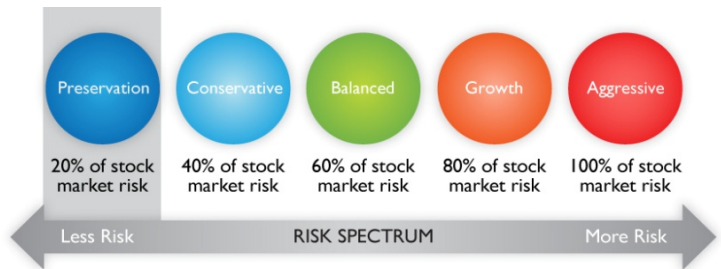 Preservation
Conservative
Balanced
Growth
Aggressive
20% of stock
market risk
40% of stock
market risk
60% of stock
market risk
80% of stock
market risk
100% of stock
market risk
Less Risk
RISK SPECTRUM
More Risk